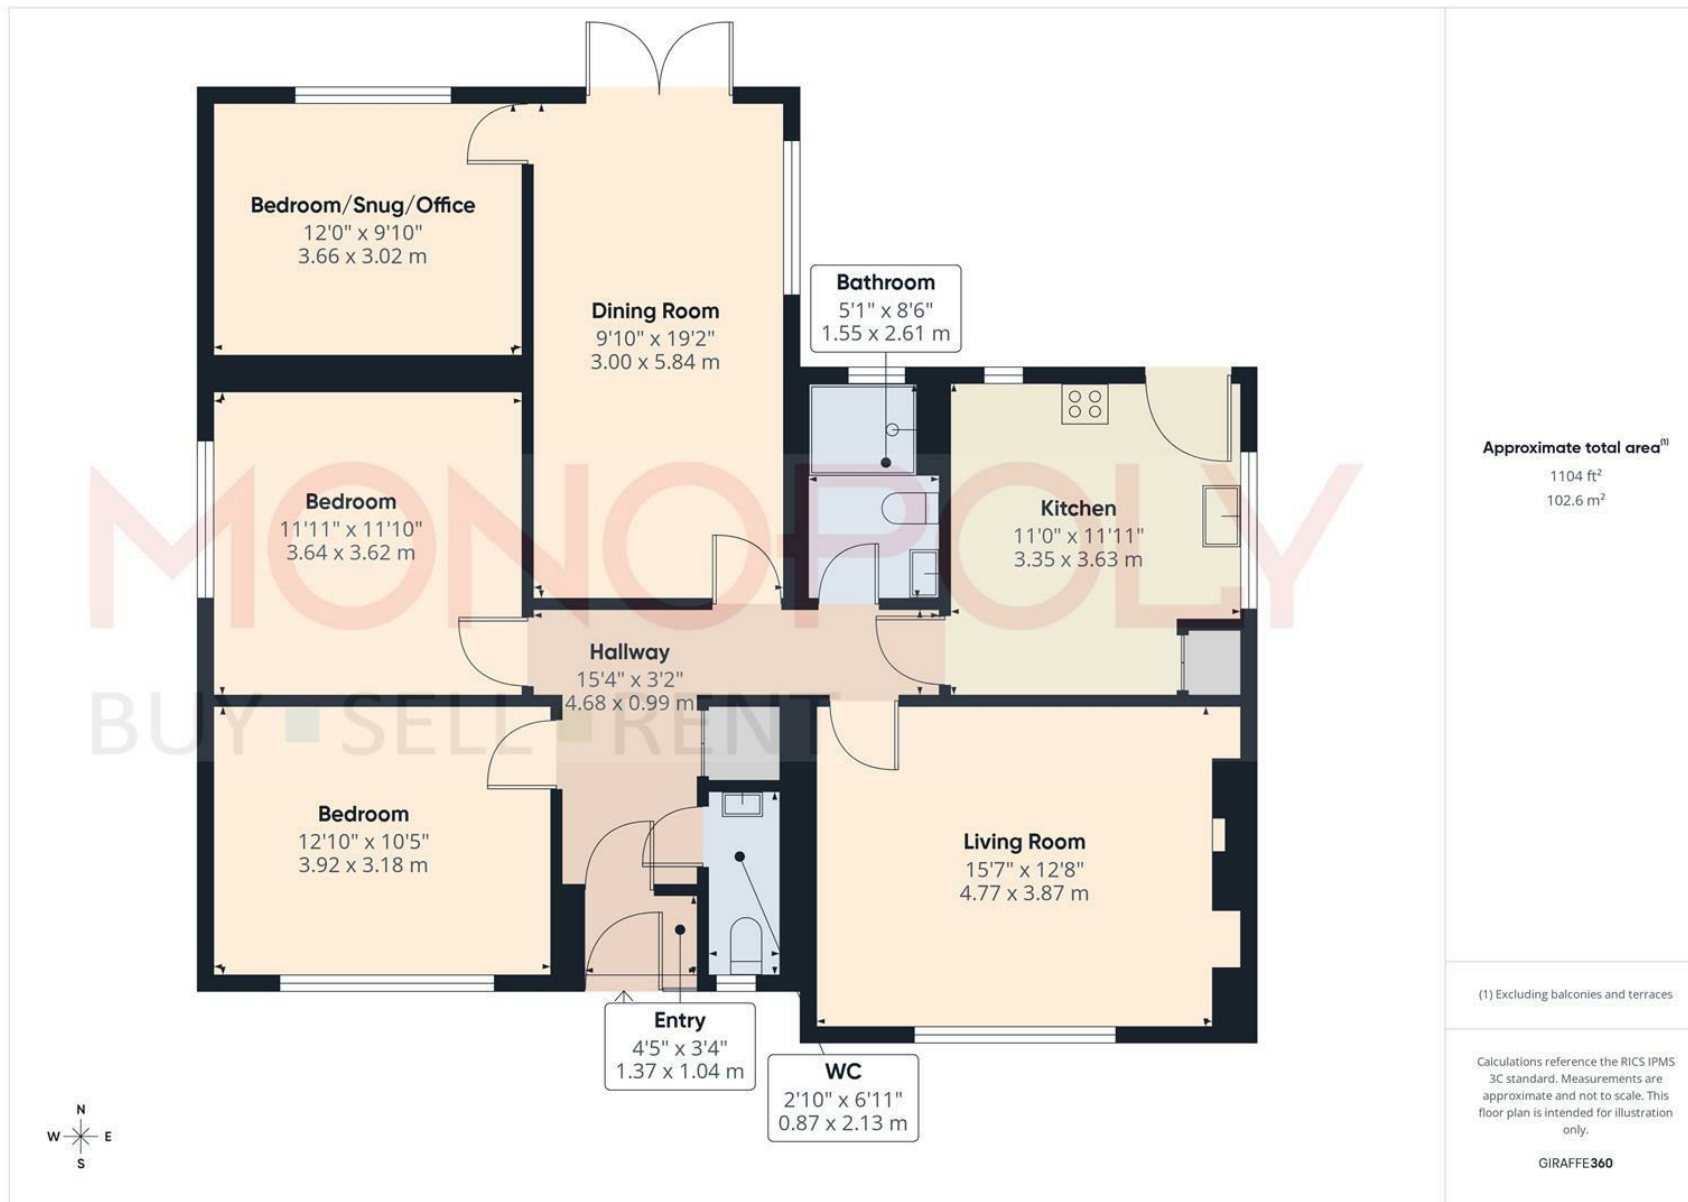 Bedroom/Snug/Office
12'0" x 9'10"
3.66 x 3.02 m
Dining Room
9'10" x 19'2"
3.00 x 5.84 m
Bathroom
5'1" x 8'6"
1.55 x 2.61 m
Bedroom
11'11" x 11'10"
3.64 x 3.62 m
Kitchen
11'0" x 11'11"
3.35 x 3.63 m
MONOPOLY
BUY SELL RENT
Hallway
15'4" x 3'2"
4.68 x 0.99 m
Bedroom
12'10" x 10'5"
3.92 x 3.18 m
Living Room
15'7" x 12'8"
4.77 x 3.87 m
Entry
4'5" x 3'4"
1.37 x 1.04 m
WC
2'10" x 6'11"
0.87 x 2.13 m
N
W E
S
Approximate total area(1)
1104 ft²
102.6 m²
(1) Excluding balconies and terraces
Calculations reference the RICS IPMS
3C standard. Measurements are
approximate and not to scale. This
floor plan is intended for illustration
only.
GIRAFFE360